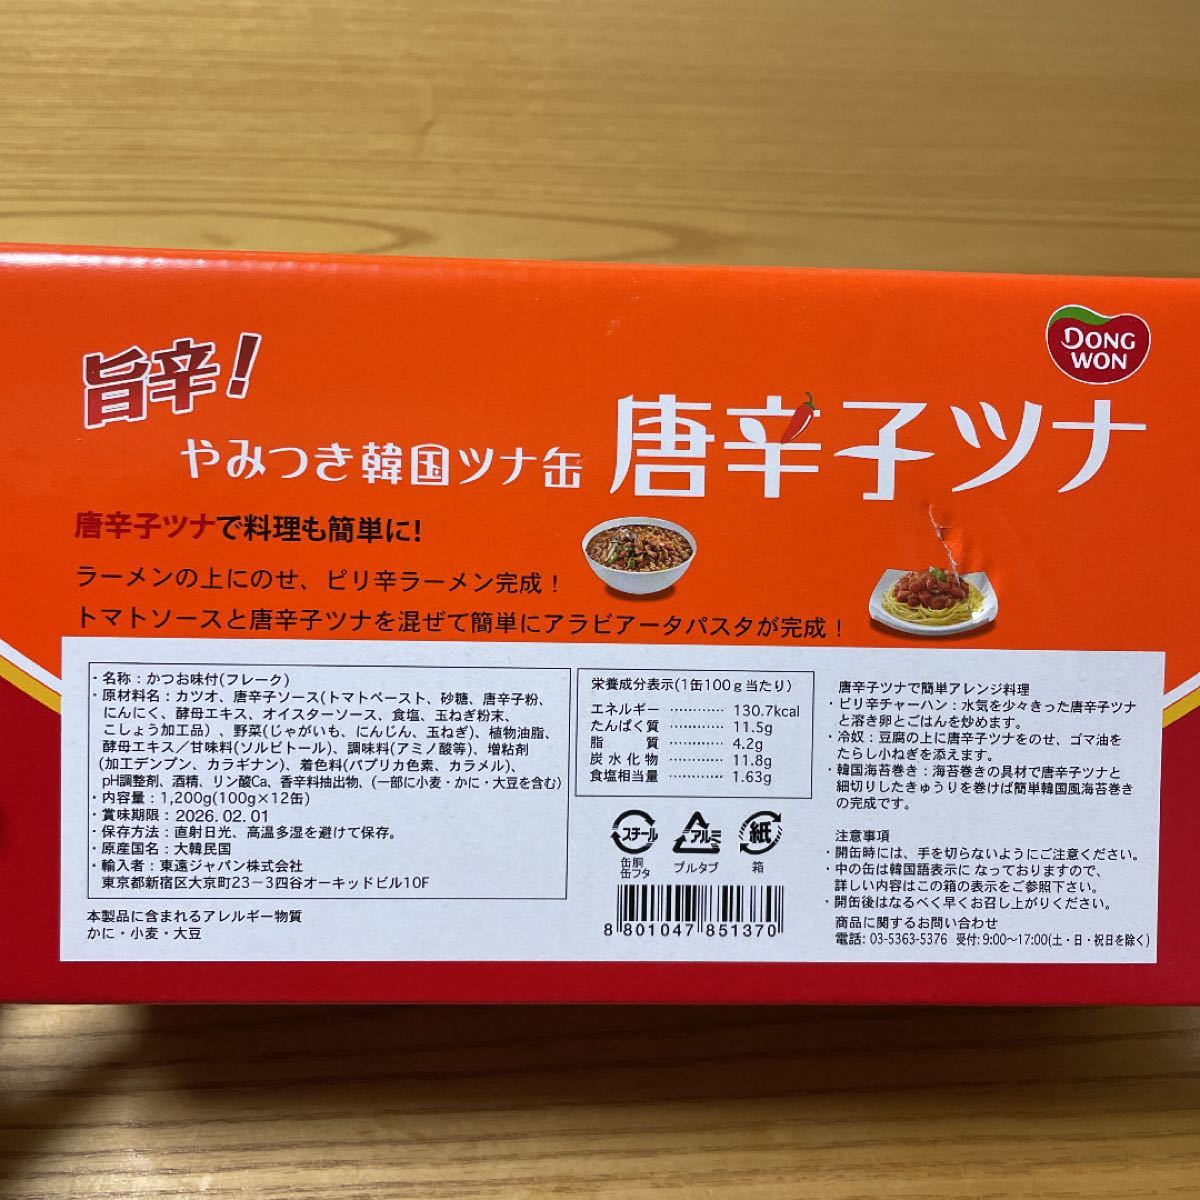 DONG
WON
旨辛!
やみつき韓国ツナ缶 唐辛子ツナ
唐辛子ツナで料理も簡単に!
ラーメンの上にのせ、ピリ辛ラーメン完成!
トマトソースと唐辛子ツナを混ぜて簡単にアラビアータパスタが完成!
・名称:かつお味付(フレーク)
・原材料名:カツオ、唐辛子ソース(トマトペースト、砂糖、唐辛子粉、
にんにく、酵母エキス、オイスターソース、食塩、玉ねぎ粉末、
こしょう加工品)、野菜(じゃがいも、にんじん、玉ねぎ)、植物油脂、
酵母エキス/甘味料(ソルビトール)、調味料(アミノ酸等)、増粘剤
(加工デンプン、カラギナン)、着色料(パプリカ色素、カラメル)、
pH調整剤、酒精、リン酸Ca、香辛料抽出物、(一部に小麦・かに・大豆を含む)
・内容量:1,200g(100g×12缶)
・賞味期限:2026.02.01
・保存方法:直射日光、高温多湿を避けて保存。
・原産国名:大韓民国
・輸入者:東遠ジャパン株式会社
東京都新宿区大京町23-3四谷オーキッドビル10F
本製品に含まれるアレルギー物質
かに・小麦・大豆
栄養成分表示(1缶100g当たり)
エネルギー ………… 130.7kcal
たんぱく質 ………… 11.5g
脂質 ………… 4.2g
炭水化物 ………… 11.8g
食塩相当量 ………… 1.63g
スチール アルミ 紙
缶胴 プルタブ 箱
缶フタ
8 801047 851370
唐辛子ツナで簡単アレンジ料理
・ピリ辛チャーハン:水気を少々きった唐辛子ツナ
と溶き卵とごはんを炒めます。
・冷奴:豆腐の上に唐辛子ツナをのせ、ゴマ油を
たらし小ねぎを添えます。
・韓国海苔巻き:海苔巻きの具材で唐辛子ツナと
細切りしたきゅうりを巻けば簡単韓国風海苔巻き
の完成です。
注意事項
・開缶時には、手を切らないようにご注意ください。
・中の缶は韓国語表示に なっておりますので、
詳しい内容はこの箱の表示をご参照下さい。
・開缶後はなるべく早くお召し上がりください。
商品に関するお問い合わせ
電話: 03-5363-5376 受付: 9:00〜17:00(土・日・祝日を除く)